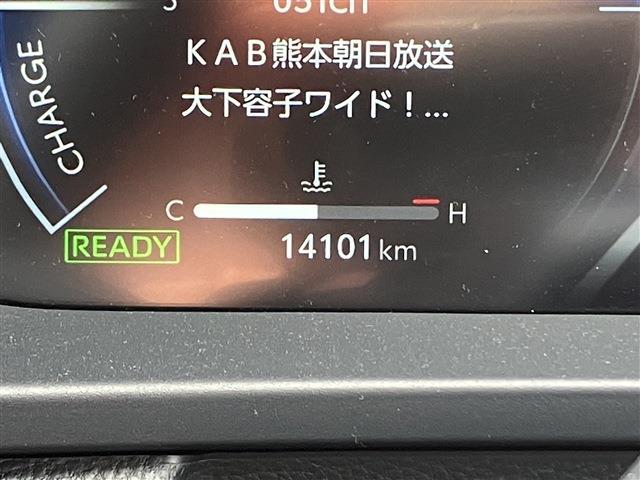 051CH
KAB熊本朝日放送
大下容子ワイド!...
CHARGE
C H
READY 14101 km